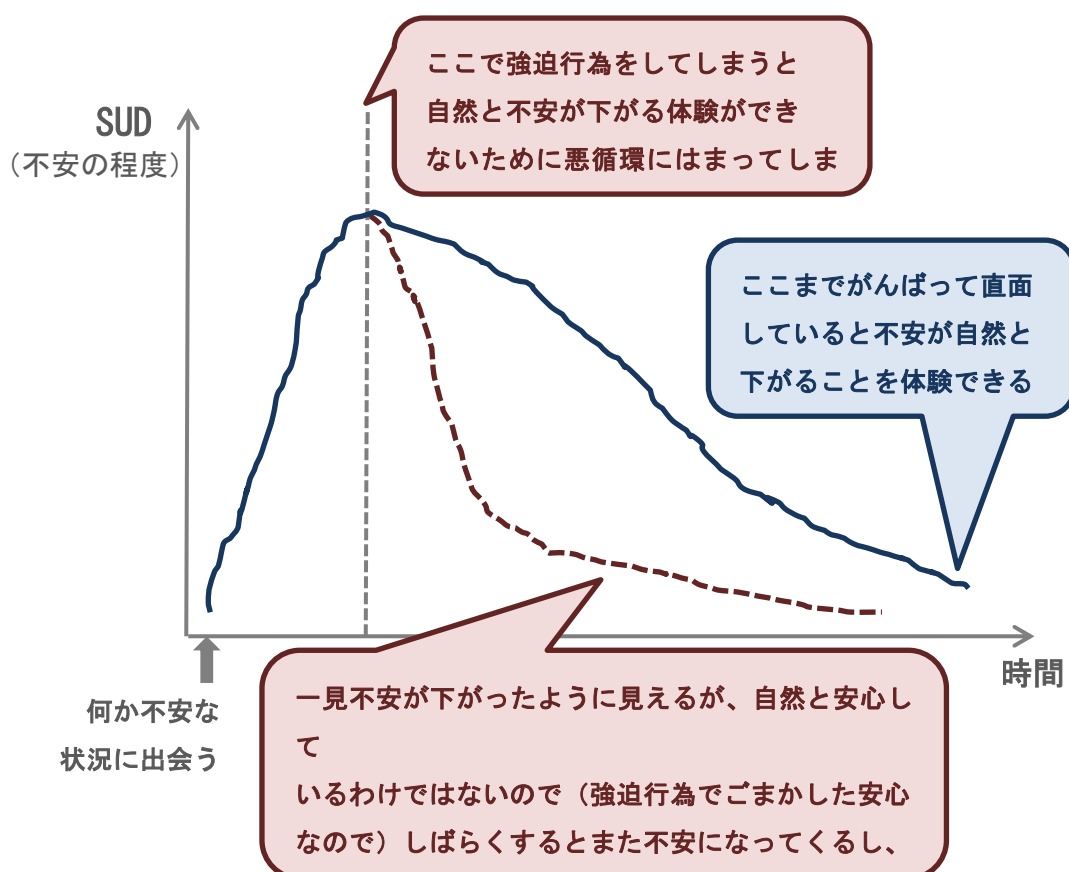 ここで強迫行為をしてしまうと
自然と不安が下がる体験ができ
ないために悪循環にはまってしま
SUD
（不安の程度）
ここまでがんばって直面
していると不安が自然と
下がることを体験できる
時間
何か不安な
状況に出会う
一見不安が下がったように見えるが、自然と安心し
て
いるわけではないので（強迫行為でごまかした安心
なので）しばらくするとまた不安になってくるし、